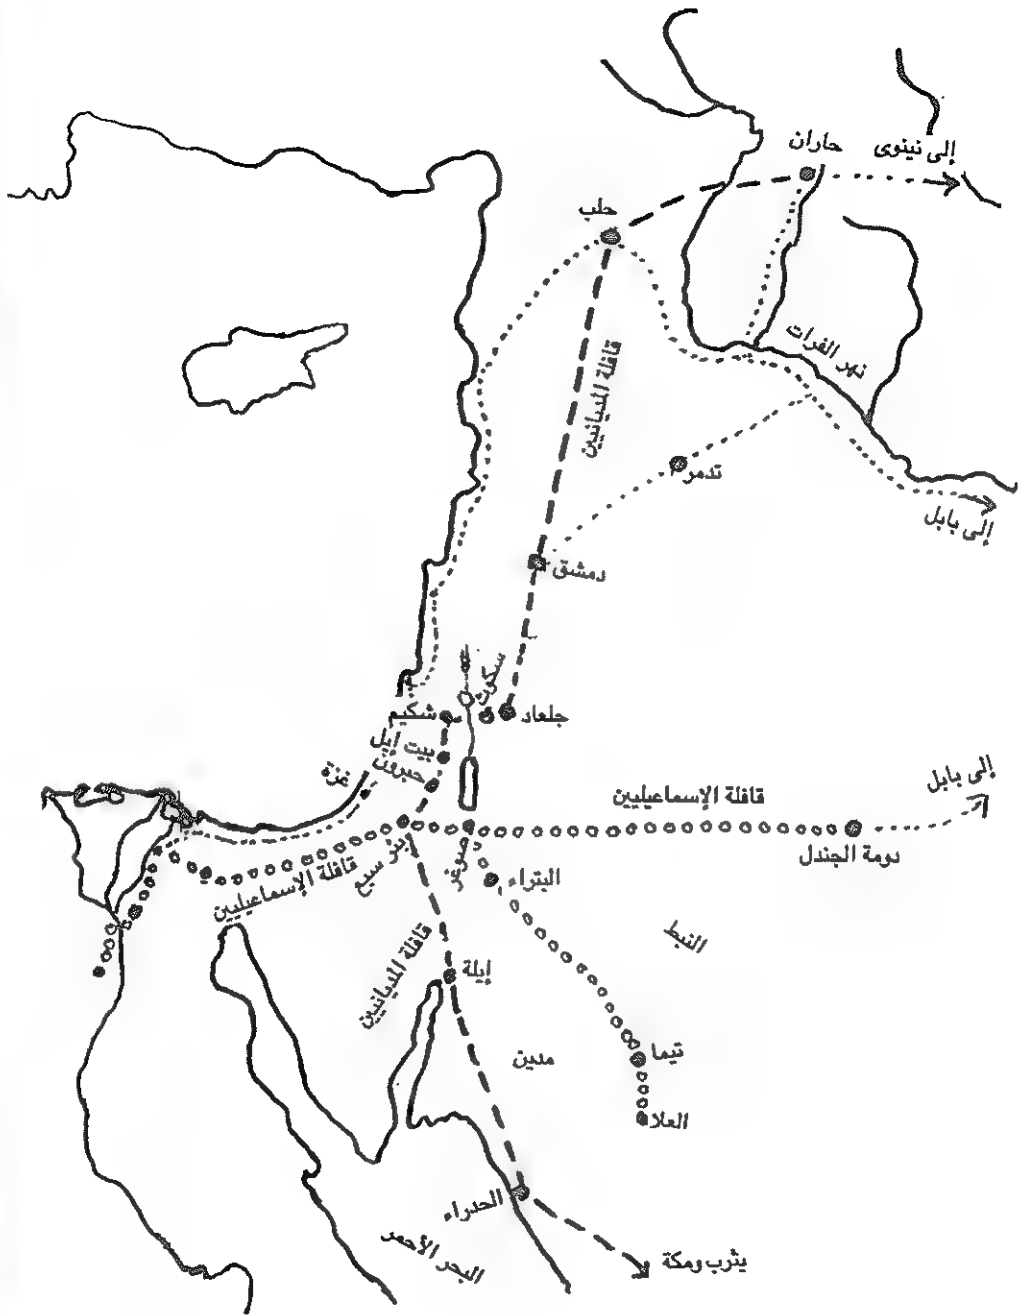 إلى نينوى
حاران
حلب
نهر الفرات
قافلة المديانيين
تدمر
إلى بابل
دمشق
سكوت
جلعاد
شكيم
بيت إيل
حبرون
غزة
إلى بابل
قافلة الإسماعيليين
دومة الجندل
صوغر
بئر سبع
قافلة الإسماعيليين
البتراء
النبط
قافلة المديانيين
إيلة
تيما
مدين
العلا
الحدراء
البحر الأحمر
يثرب ومكة